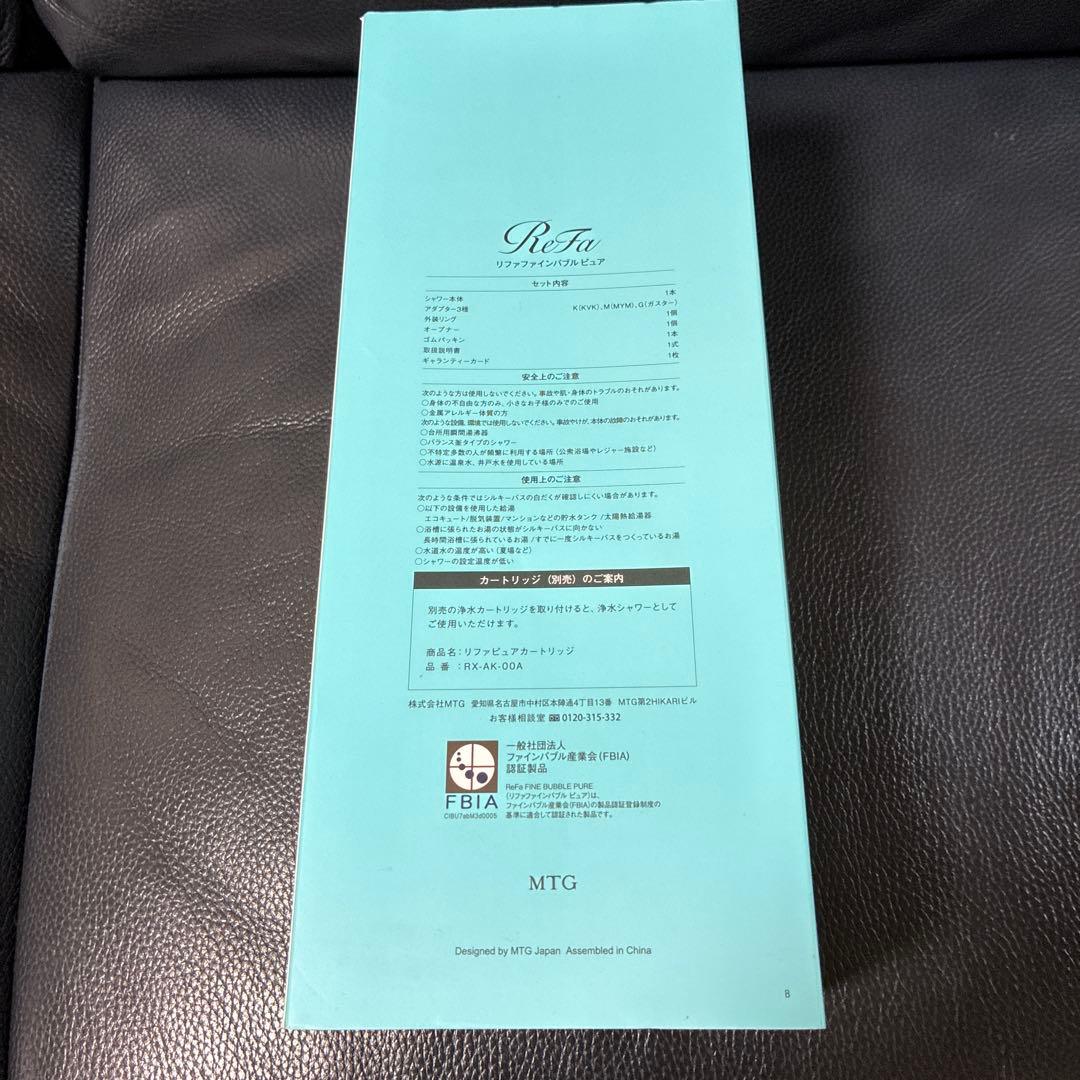 ReFa
リファファインバブル ピュア
セット内容
シャワー本体 1本
アダプター3種 K(KVK)、M(MYM)、G(ガスター)
外装リング 1個
オープナー 1個
ゴムパッキン 1本
取扱説明書 1式
ギャランティーカード 1枚
安全上のご注意
次のような方は使用しないでください。事故や肌・身体のトラブルのおそれがあります。
○身体の不自由な方のみ、小さなお子様のみでのご使用
○金属アレルギー体質の方
次のような設備、環境では使用しないでください。事故やけが、本体の故障のおそれがあります。
○台所用瞬間湯沸器
○バランス釜タイプのシャワー
○不特定多数の人が頻繁に利用する場所(公衆浴場やレジャー施設など)
○水源に温泉水、井戸水を使用している場所
使用上のご注意
次のような条件ではシルキーバスの白だくが確認しにくい場合があります。
○以下の設備を使用した給湯
エコキュート/脱気装置/マンションなどの貯水タンク/太陽熱給湯器
○浴槽に張られたお湯の状態がシルキーバスに向かない
長時間浴槽に張られているお湯/すでに一度シルキーバスをつくっているお湯
○水道水の温度が高い(夏場など)
○シャワーの設定温度が低い
カートリッジ(別売)のご案内
別売の浄水カートリッジを取り付けると、浄水シャワーとして
ご使用いただけます。
商品名：リファピュアカートリッジ
品 番：RX-AK-00A
株式会社MTG 愛知県名古屋市中村区本陣通4丁目13番 MTG第2HIKARIビル
お客様相談室 0120-315-332
一般社団法人
ファインバブル産業会(FBIA)
認証製品
FBIA
CIBU7abM3d0005
ReFa FINE BUBBLE PURE
(リファファインバブル ピュア)は、
ファインバブル産業会(FBIA)の製品認証登録制度の
基準に適合して認証された製品です。
MTG
Designed by MTG Japan Assembled in China
B